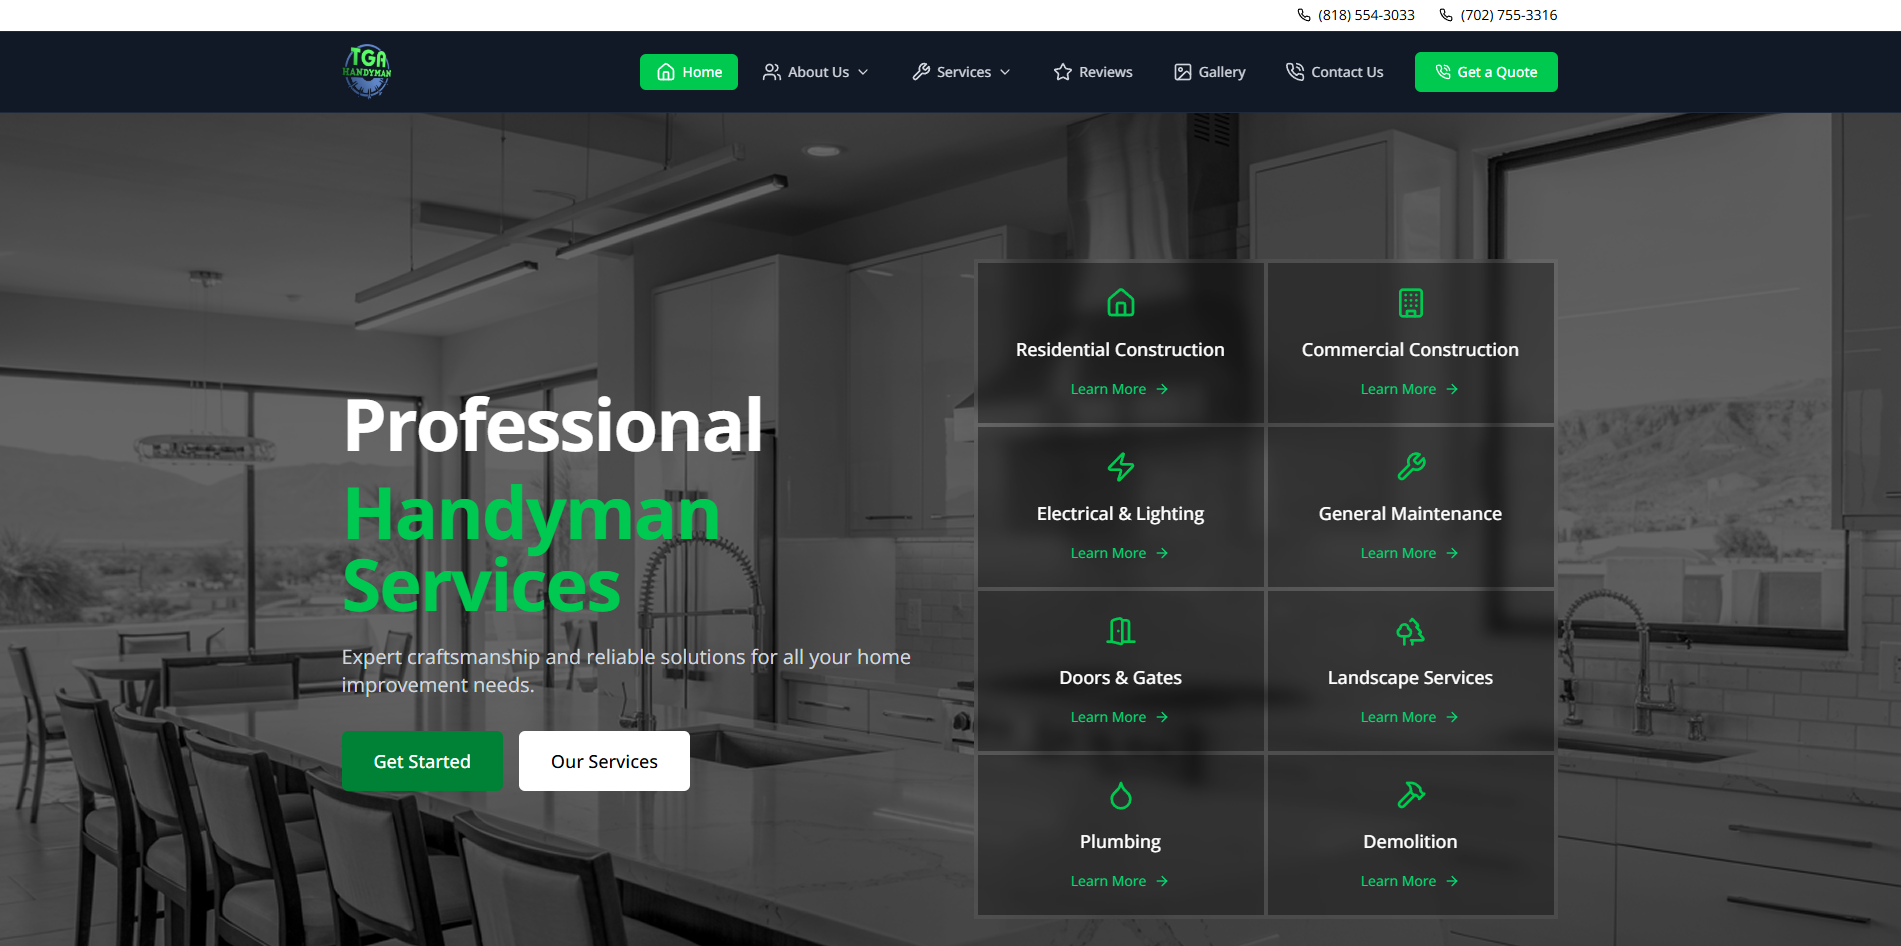 (818) 554-3033 (702) 755-3316
TGA
HANDYMAN
Home About Us Services Reviews Gallery Contact Us Get a Quote
Professional
Handyman
Services
Expert craftsmanship and reliable solutions for all your home
improvement needs.
Get Started Our Services
Residential Construction
Learn More →
Commercial Construction
Learn More →
Electrical & Lighting
Learn More →
General Maintenance
Learn More →
Doors & Gates
Learn More →
Landscape Services
Learn More →
Plumbing
Learn More →
Demolition
Learn More →